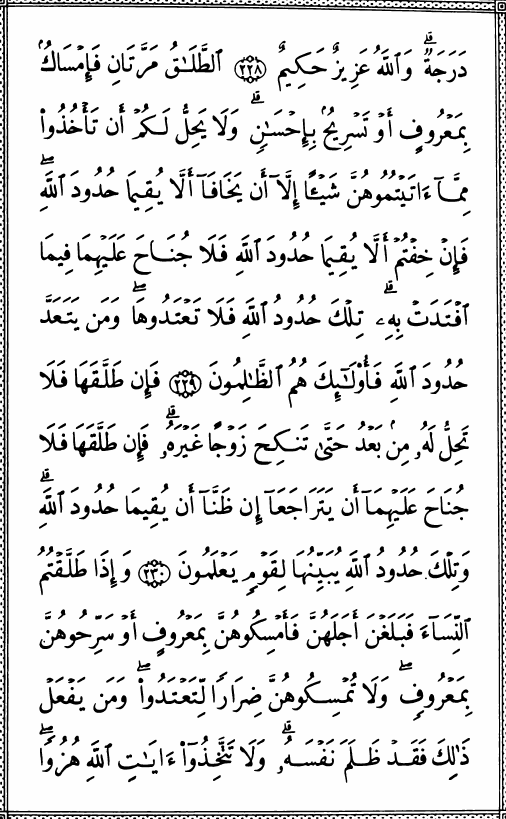 دَرَجَةٌۗ وَٱللَّهُ عَزِيزٌ حَكِيمٌ ٢٢٨ ٱلطَّلَٰقُ مَرَّتَانِ فَإِمْسَاكُۢ
بِمَعْرُوفٍ أَوْ تَسْرِيحُۢ بِإِحْسَٰنٍۗ وَلَا يَحِلُّ لَكُمْ أَن تَأْخُذُوا۟
مِمَّآ ءَاتَيْتُمُوهُنَّ شَيْـًٔا إِلَّآ أَن يَخَافَآ أَلَّا يُقِيمَا حُدُودَ ٱللَّهِۖ
فَإِنْ خِفْتُمْ أَلَّا يُقِيمَا حُدُودَ ٱللَّهِ فَلَا جُنَاحَ عَلَيْهِمَا فِيمَا
ٱفْتَدَتْ بِهِۦۗ تِلْكَ حُدُودُ ٱللَّهِ فَلَا تَعْتَدُوهَاۖ وَمَن يَتَعَدَّ
حُدُودَ ٱللَّهِ فَأُو۟لَٰٓئِكَ هُمُ ٱلظَّٰلِمُونَ ٢٢٩ فَإِن طَلَّقَهَا فَلَا
تَحِلُّ لَهُۥ مِنۢ بَعْدُ حَتَّىٰ تَنكِحَ زَوْجًا غَيْرَهُۥۗ فَإِن طَلَّقَهَا فَلَا
جُنَاحَ عَلَيْهِمَآ أَن يَتَرَاجَعَآ إِن ظَنَّآ أَن يُقِيمَا حُدُودَ ٱللَّهِۗ
وَتِلْكَ حُدُودُ ٱللَّهِ يُبَيِّنُهَا لِقَوْمٍ يَعْلَمُونَ ٢٣٠ وَإِذَا طَلَّقْتُمُ
ٱلنِّسَآءَ فَبَلَغْنَ أَجَلَهُنَّ فَأَمْسِكُوهُنَّ بِمَعْرُوفٍ أَوْ سَرِّحُوهُنَّ
بِمَعْرُوفٍۖ وَلَا تُمْسِكُوهُنَّ ضِرَارًا لِّتَعْتَدُوا۟ۖ وَمَن يَفْعَلْ
ذَٰلِكَ فَقَدْ ظَلَمَ نَفْسَهُۥۗ وَلَا تَتَّخِذُوٓا۟ ءَايَٰتِ ٱللَّهِ هُزُوًاۖ